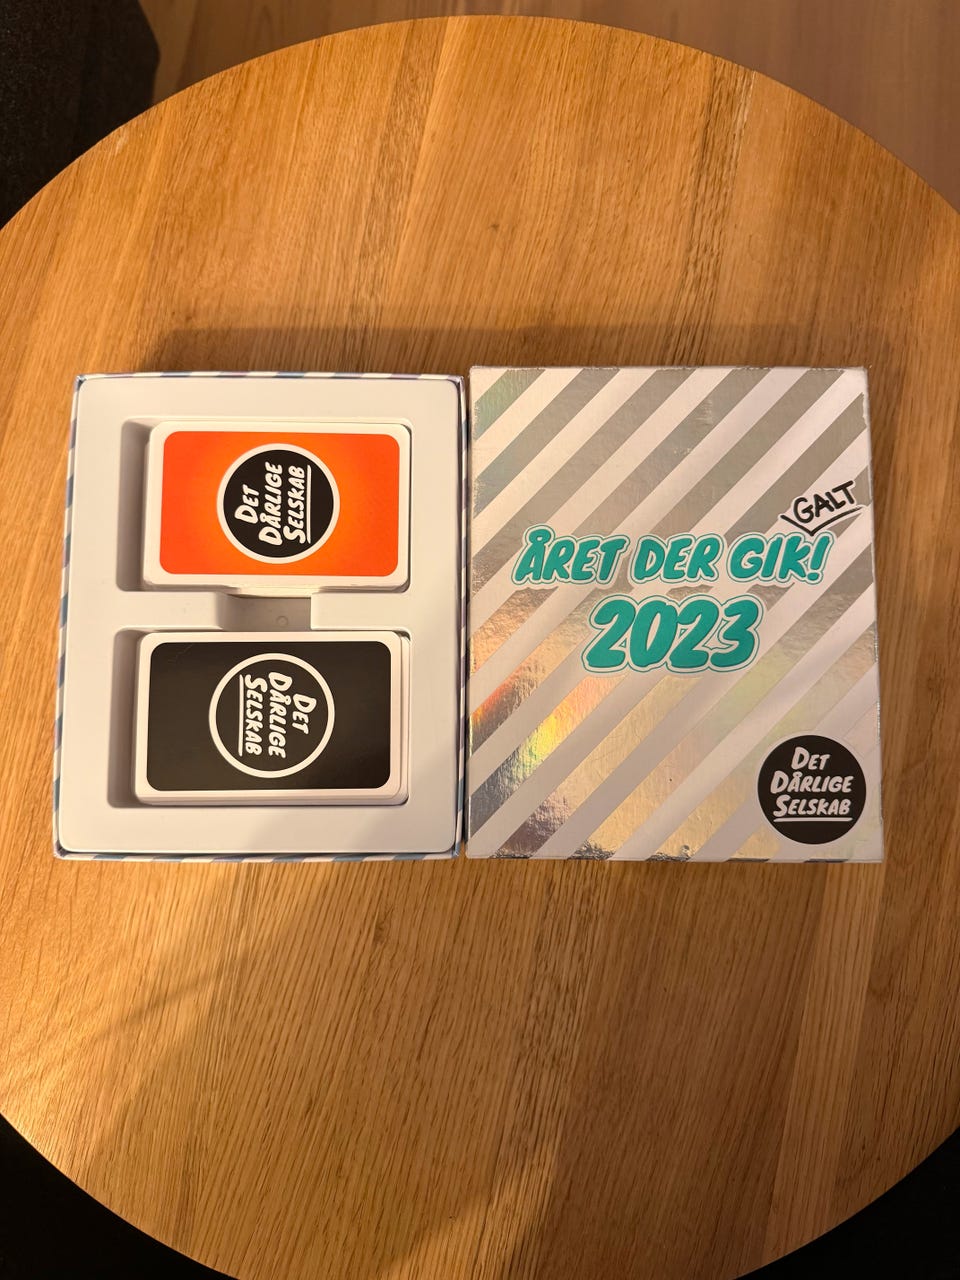 DET
DÅRLIGE
SELSKAB
DET
DÅRLIGE
SELSKAB
GALT
ÅRET DER GIK!
2023
DET
DÅRLIGE
SELSKAB